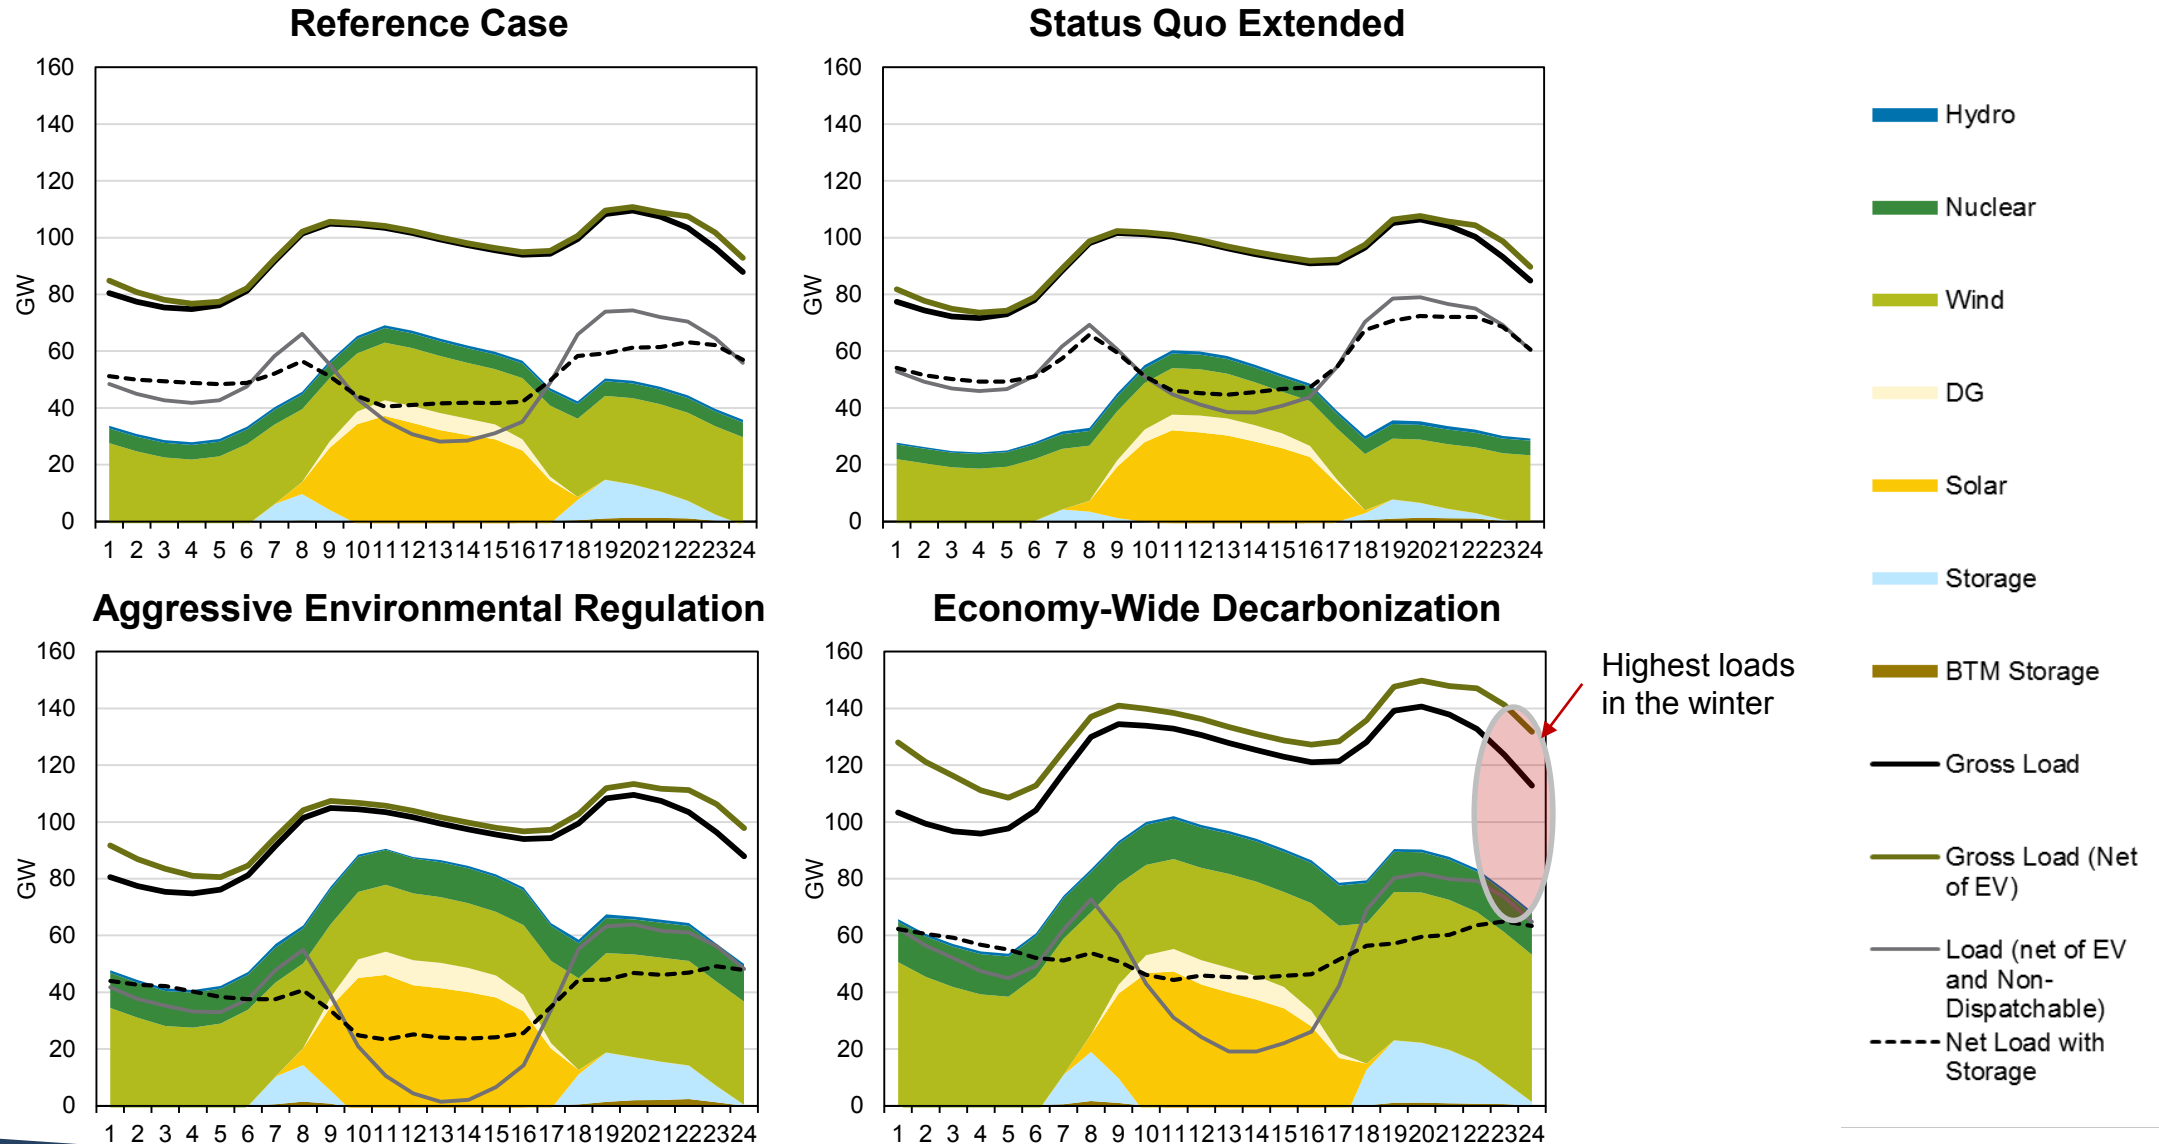 Reference Case
160
140
120
100
80
60
40
20
0
GW
1 2 3 4 5 6 7 8 9 10 11 12 13 14 15 16 17 18 19 20 21 22 23 24
Status Quo Extended
160
140
120
100
80
60
40
20
0
GW
1 2 3 4 5 6 7 8 9 10 11 12 13 14 15 16 17 18 19 20 21 22 23 24
Aggressive Environmental Regulation
160
140
120
100
80
60
40
20
0
GW
1 2 3 4 5 6 7 8 9 10 11 12 13 14 15 16 17 18 19 20 21 22 23 24
Economy-Wide Decarbonization
160
140
120
100
80
60
40
20
0
GW
1 2 3 4 5 6 7 8 9 10 11 12 13 14 15 16 17 18 19 20 21 22 23 24
Highest loads
in the winter
Hydro
Nuclear
Wind
DG
Solar
Storage
BTM Storage
Gross Load
Gross Load (Net
of EV)
Load (net of EV
and Non-
Dispatchable)
Net Load with
Storage